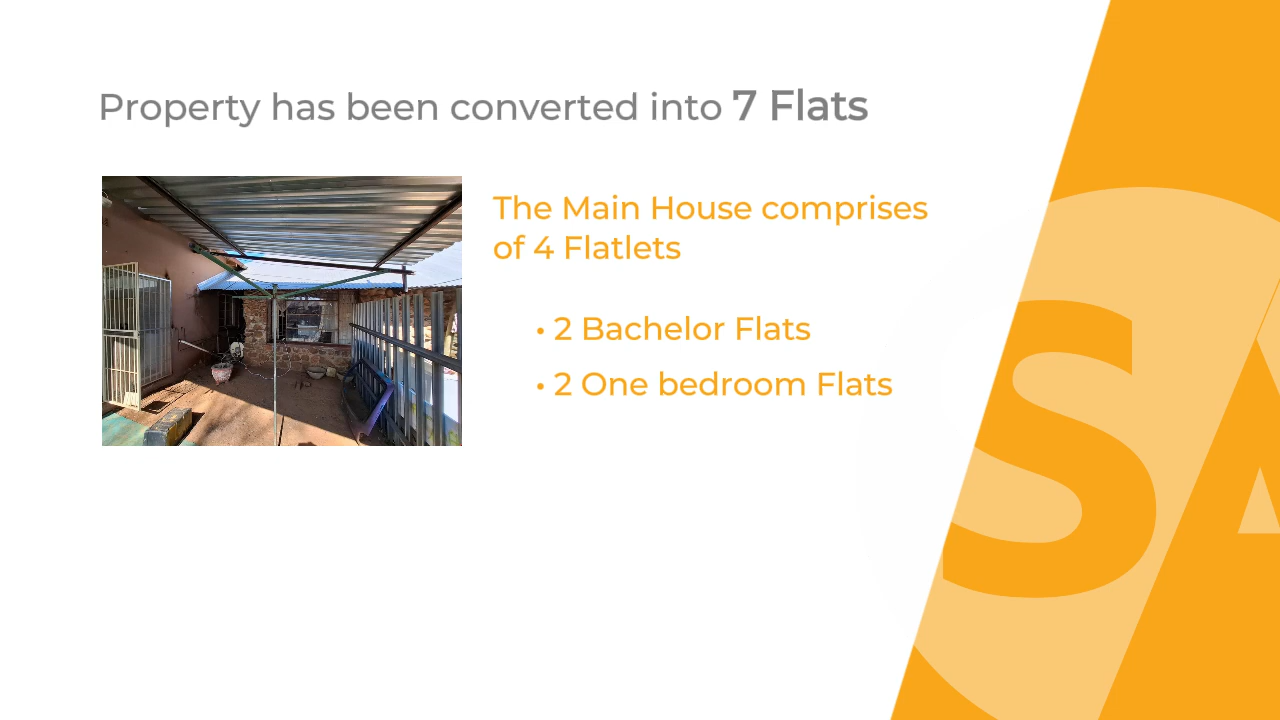 Property has been converted into 7 Flats
The Main House comprises
of 4 Flatlets
• 2 Bachelor Flats
• 2 One bedroom Flats
SA